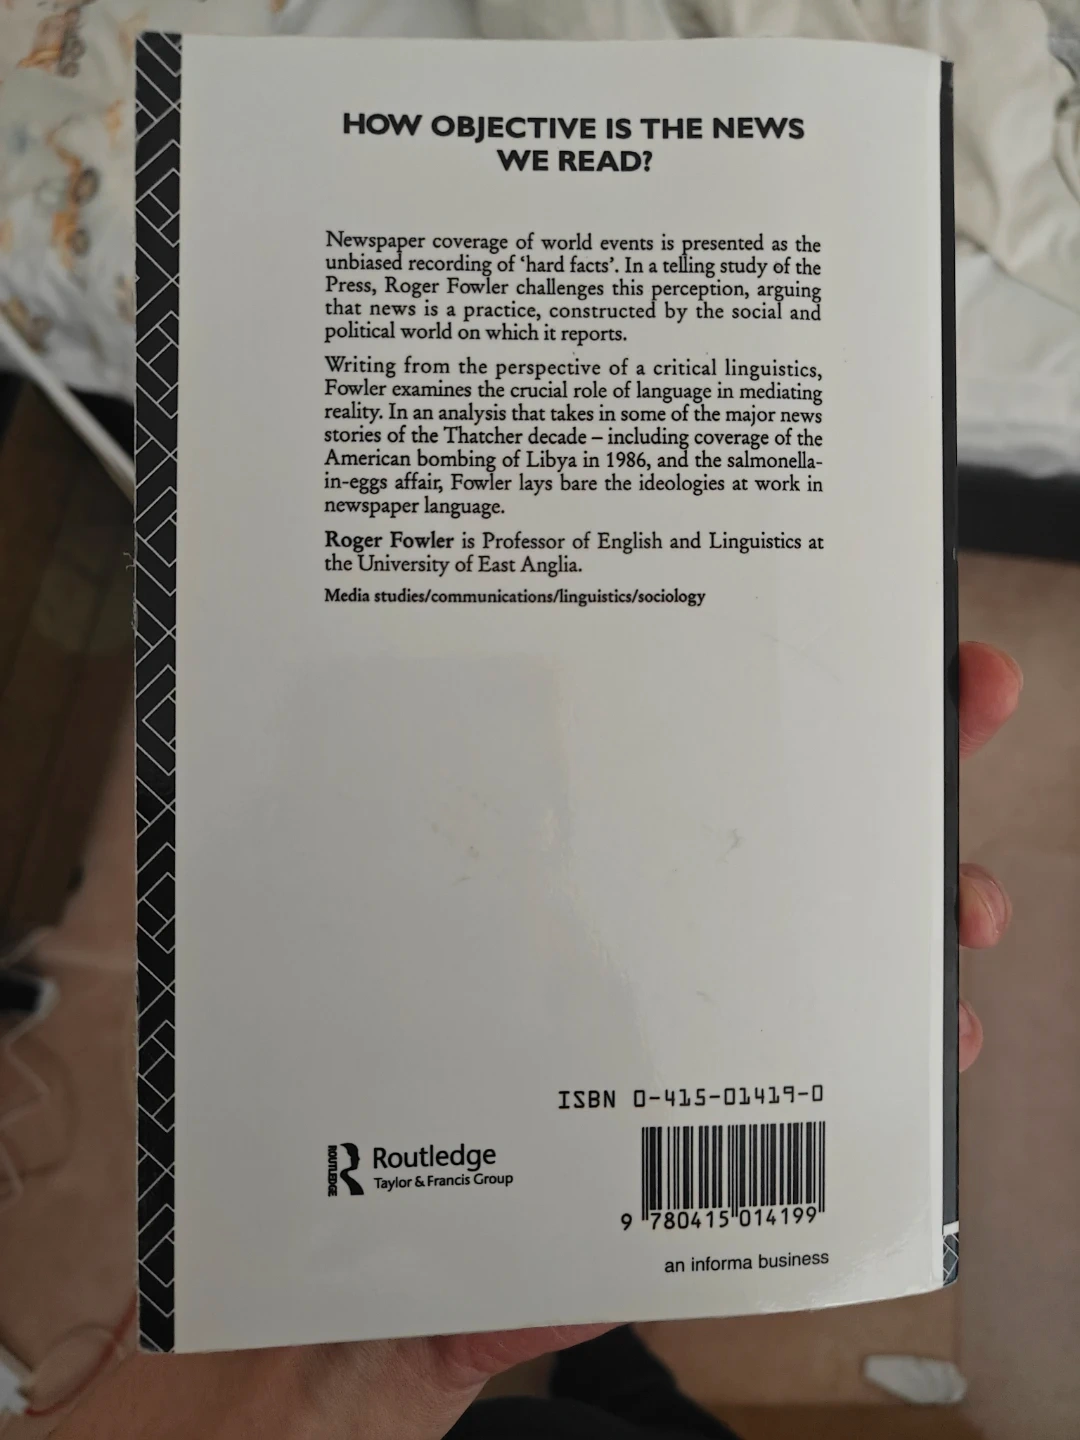 HOW OBJECTIVE IS THE NEWS
WE READ?
Newspaper coverage of world events is presented as the
unbiased recording of ‘hard facts’. In a telling study of the
Press, Roger Fowler challenges this perception, arguing
that news is a practice, constructed by the social and
political world on which it reports.
Writing from the perspective of a critical linguistics,
Fowler examines the crucial role of language in mediating
reality. In an analysis that takes in some of the major news
stories of the Thatcher decade – including coverage of the
American bombing of Libya in 1986, and the salmonella-
in-eggs affair, Fowler lays bare the ideologies at work in
newspaper language.
Roger Fowler is Professor of English and Linguistics at
the University of East Anglia.
Media studies/communications/linguistics/sociology
ISBN 0-415-01419-0
ROUTLEDGE
Routledge
Taylor & Francis Group
9 780415 014199
an informa business